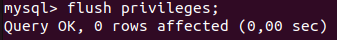 mysql> flush privileges;
Query OK, 0 rows affected (0,00 sec)